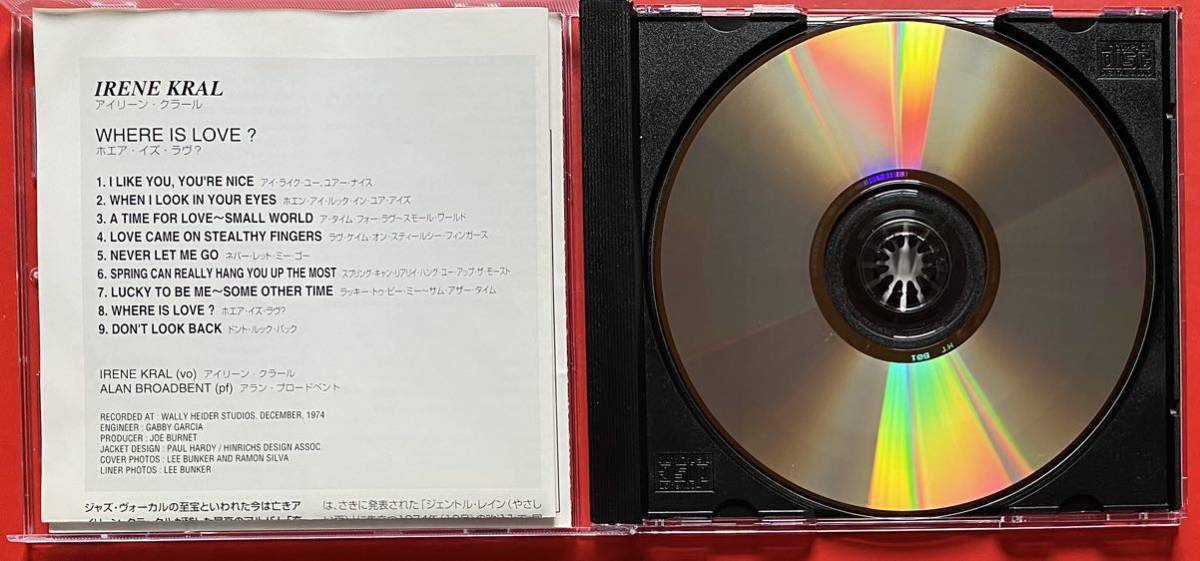 IRENE KRAL
アイリーン・クラール
WHERE IS LOVE ?
ホエア・イズ・ラヴ?
1. I LIKE YOU, YOU'RE NICE アイ・ライク・ユー、ユアー・ナイス
2. WHEN I LOOK IN YOUR EYES ホエン・アイ・ルック・イン・ユア・アイズ
3. A TIME FOR LOVE〜SMALL WORLD ア・タイム・フォー・ラヴ〜スモール・ワールド
4. LOVE CAME ON STEALTHY FINGERS ラヴ・ケイム・オン・スティールシー・フィンガース
5. NEVER LET ME GO ネバー・レット・ミー・ゴー
6. SPRING CAN REALLY HANG YOU UP THE MOST スプリング・キャン・リアリイ・ハング・ユー・アップ・ザ・モースト
7. LUCKY TO BE ME〜SOME OTHER TIME ラッキー・トゥ・ビー・ミー〜サム・アザー・タイム
8. WHERE IS LOVE ? ホエア・イズ・ラヴ?
9. DON'T LOOK BACK ドント・ルック・バック
IRENE KRAL (vo) アイリーン・クラール
ALAN BROADBENT (pf) アラン・ブロードベント
RECORDED AT : WALLY HEIDER STUDIOS, DECEMBER, 1974
ENGINEER : GABBY GARCIA
PRODUCER : JOE BURNET
JACKET DESIGN : PAUL HARDY / HINRICHS DESIGN ASSOC.
COVER PHOTOS : LEE BUNKER AND RAMON SILVA
LINER PHOTOS : LEE BUNKER
ジャズ・ヴォーカルの至宝といわれた今は亡きア
は、さきに発表された「ジェントル・レイン(やさし
DISC